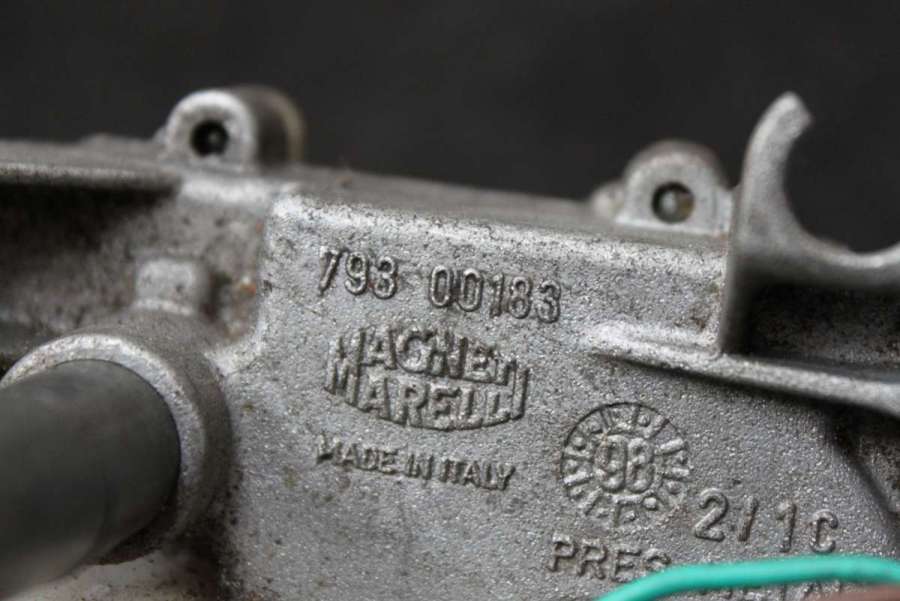 793 00183
MAGNETI
MARELLI
MADE IN ITALY
98
2/1C